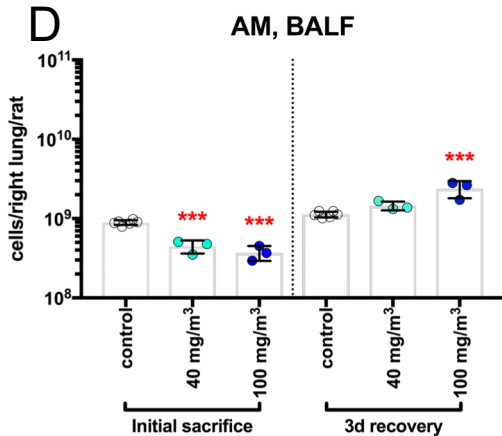 D
AM, BALF
cells/right lung/rat
10¹¹
10¹⁰
10⁹
10⁸
***
***
***
control
40 mg/m³
100 mg/m³
control
40 mg/m³
100 mg/m³
Initial sacrifice
3d recovery